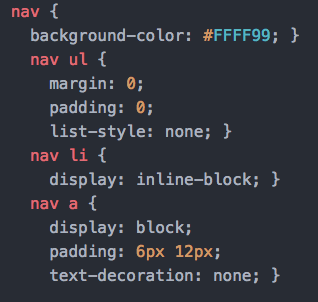 nav {
  background-color: #FFFF99; }
  nav ul {
    margin: 0;
    padding: 0;
    list-style: none; }
  nav li {
    display: inline-block; }
  nav a {
    display: block;
    padding: 6px 12px;
    text-decoration: none; }